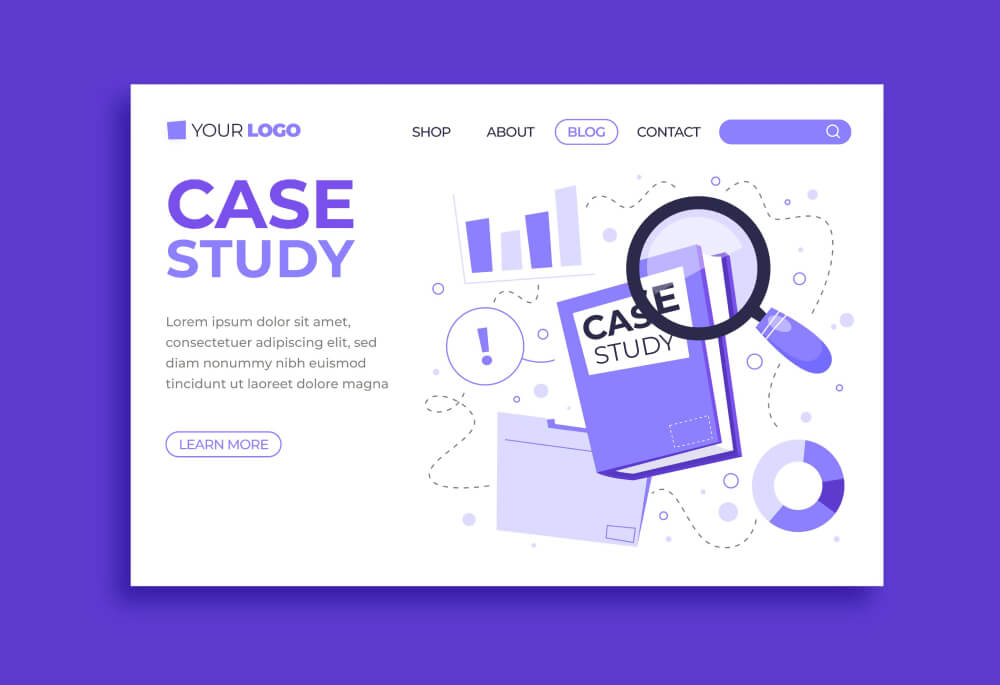 YOUR LOGO
SHOP ABOUT BLOG CONTACT
CASE
STUDY
Lorem ipsum dolor sit amet,
consectetuer adipiscing elit, sed
diam nonummy nibh euismod
tincidunt ut laoreet dolore magna
LEARN MORE
!
CASE
STUDY